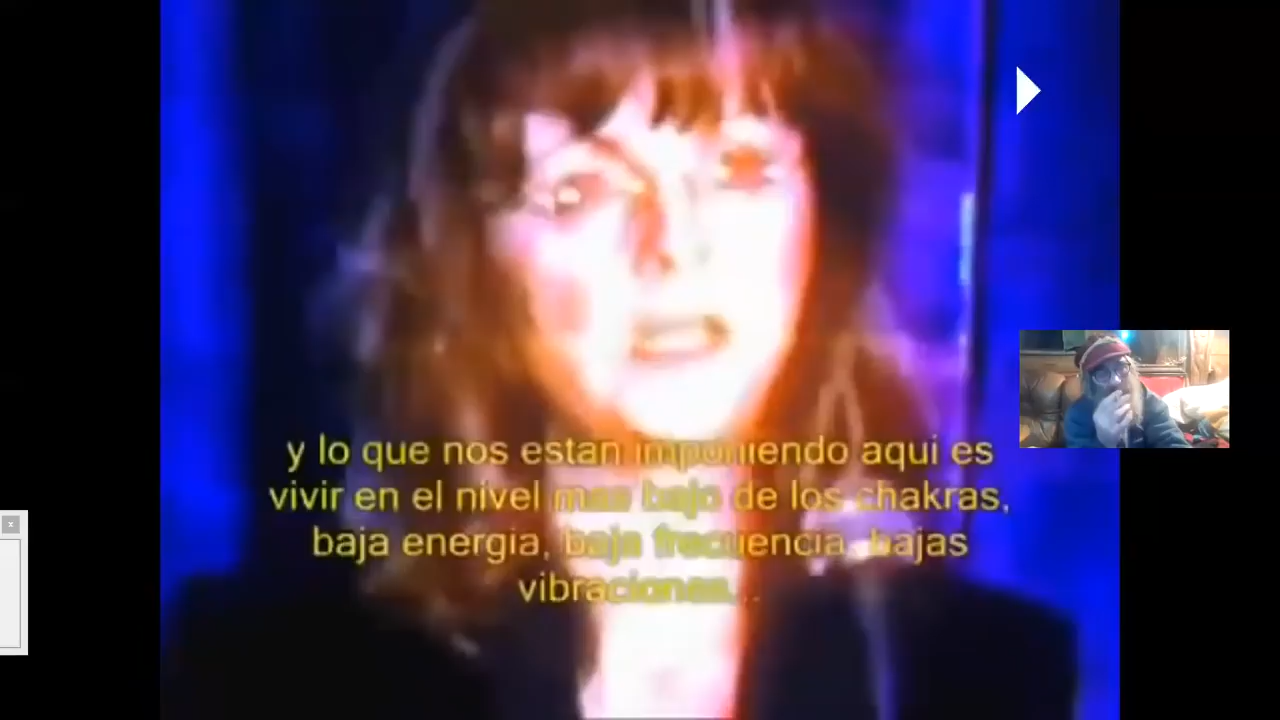 y lo que nos estan imponiendo aqui es
vivir en el nivel mas bajo de los chakras,
baja energia, baja frecuencia, bajas
vibraciones...